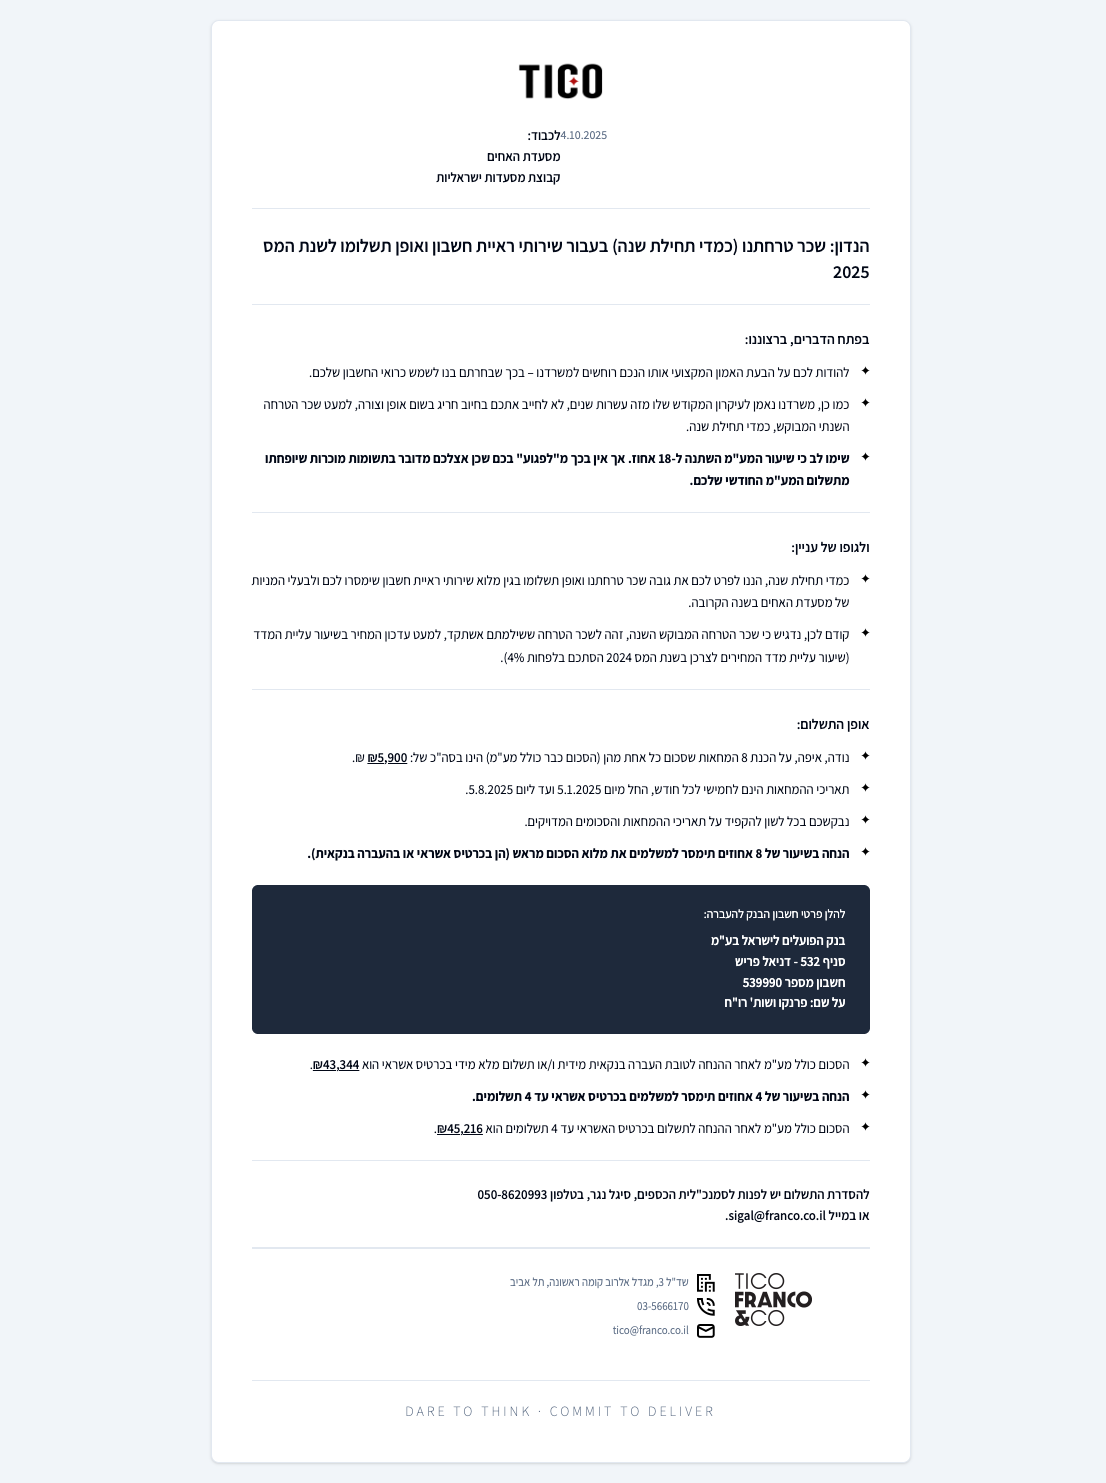 TICO
4.10.2025
לכבוד:
מסעדת האחים
קבוצת מסעדות ישראליות
הנדון: שכר טרחתנו (כמדי תחילת שנה) בעבור שירותי ראיית חשבון ואופן תשלומו לשנת המס
2025
בפתח הדברים, ברצוננו:
✦ להודות לכם על הבעת האמון המקצועי אותו הנכם רוחשים למשרדנו – בכך שבחרתם בנו לשמש כרואי החשבון שלכם.
✦ כמו כן, משרדנו נאמן לעיקרון המקודש שלו מזה עשרות שנים, לא לחייב אתכם בחיוב חריג בשום אופן וצורה, למעט שכר הטרחה
השנתי המבוקש, כמדי תחילת שנה.
✦ שימו לב כי שיעור המע"מ השתנה ל-18 אחוז. אך אין בכך מ"לפגוע" בכם שכן אצלכם מדובר בתשומות מוכרות שיופחתו
מתשלום המע"מ החודשי שלכם.
ולגופו של עניין:
✦ כמדי תחילת שנה, הננו לפרט לכם את גובה שכר טרחתנו ואופן תשלומו בגין מלוא שירותי ראיית חשבון שימסרו לכם ולבעלי המניות
של מסעדת האחים בשנה הקרובה.
✦ קודם לכן, נדגיש כי שכר הטרחה המבוקש השנה, זהה לשכר הטרחה ששילמתם אשתקד, למעט עדכון המחיר בשיעור עליית המדד
(שיעור עליית מדד המחירים לצרכן בשנת המס 2024 הסתכם בלפחות 4%).
אופן התשלום:
✦ נודה, איפה, על הכנת 8 המחאות שסכום כל אחת מהן (הסכום כבר כולל מע"מ) הינו בסה"כ של: ₪5,900 ₪.
✦ תאריכי ההמחאות הינם לחמישי לכל חודש, החל מיום 5.1.2025 ועד ליום 5.8.2025.
✦ נבקשכם בכל לשון להקפיד על תאריכי ההמחאות והסכומים המדויקים.
✦ הנחה בשיעור של 8 אחוזים תימסר למשלמים את מלוא הסכום מראש (הן בכרטיס אשראי או בהעברה בנקאית).
להלן פרטי חשבון הבנק להעברה:
בנק הפועלים לישראל בע"מ
סניף 532 - דניאל פריש
חשבון מספר 539990
על שם: פרנקו ושות' רו"ח
✦ הסכום כולל מע"מ לאחר ההנחה לטובת העברה בנקאית מידית ו/או תשלום מלא מידי בכרטיס אשראי הוא ₪43,344.
✦ הנחה בשיעור של 4 אחוזים תימסר למשלמים בכרטיס אשראי עד 4 תשלומים.
✦ הסכום כולל מע"מ לאחר ההנחה לתשלום בכרטיס האשראי עד 4 תשלומים הוא ₪45,216.
להסדרת התשלום יש לפנות לסמנכ"לית הכספים, סיגל נגר, בטלפון 050-8620993
או במייל sigal@franco.co.il.
TICO
FRANCO
&CO
שד"ל 3, מגדל אלרוב קומה ראשונה, תל אביב
03-5666170
tico@franco.co.il
DARE TO THINK · COMMIT TO DELIVER